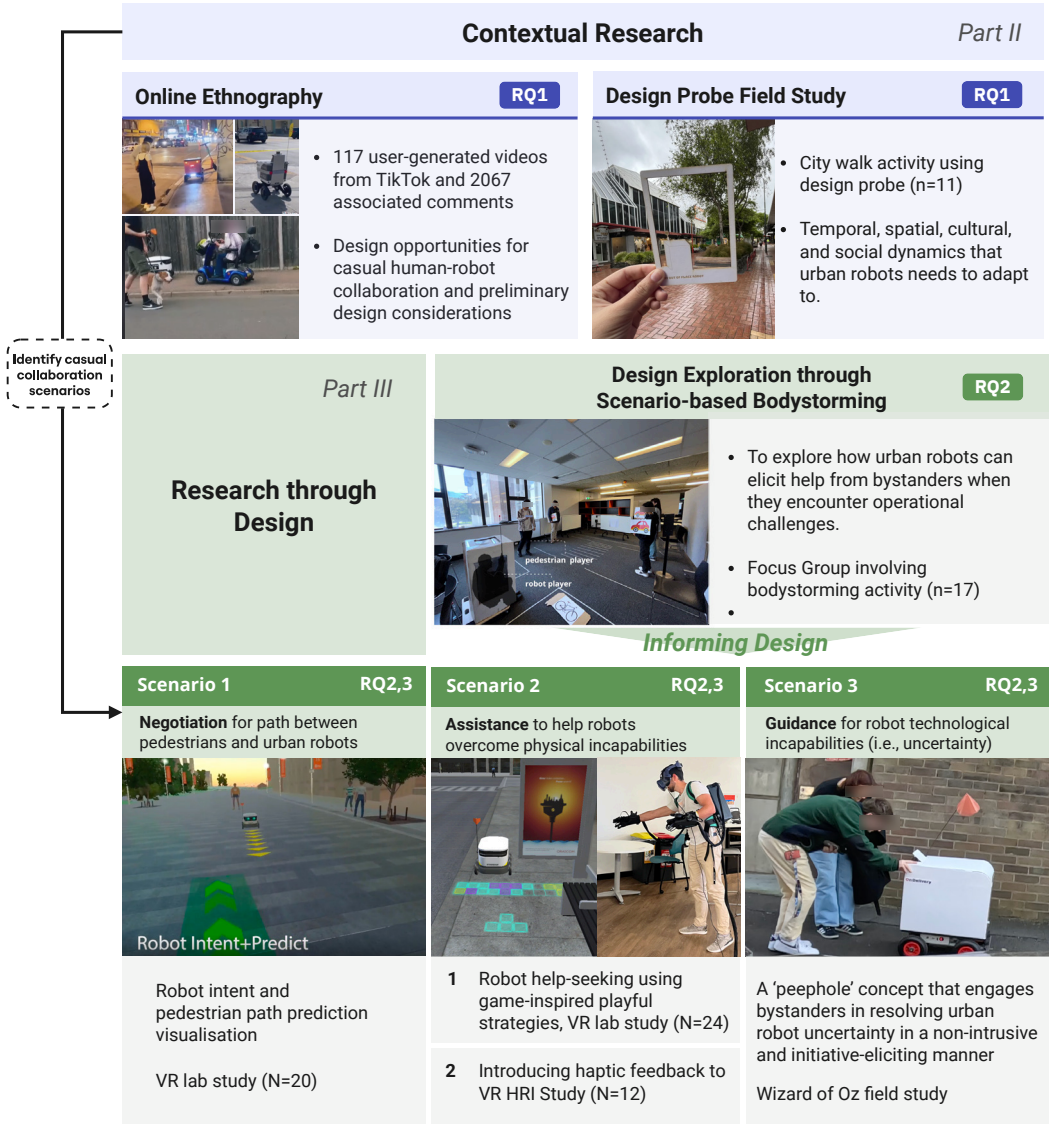 Contextual Research
Part II
Online Ethnography
RQ1
• 117 user-generated videos
from TikTok and 2067
associated comments
• Design opportunities for
casual human-robot
collaboration and preliminary
design considerations
Design Probe Field Study
RQ1
• City walk activity using
design probe (n=11)
• Temporal, spatial, cultural,
and social dynamics that
urban robots needs to adapt
to.
Identify casual
collaboration
scenarios
Part III
Research through
Design
Design Exploration through
Scenario-based Bodystorming
RQ2
pedestrian player
robot player
• To explore how urban robots can
elicit help from bystanders when
they encounter operational
challenges.
• Focus Group involving
bodystorming activity (n=17)
•
Informing Design
Scenario 1
RQ2,3
Negotiation for path between
pedestrians and urban robots
Robot Intent+Predict
Robot intent and
pedestrian path prediction
visualisation
VR lab study (N=20)
Scenario 2
RQ2,3
Assistance to help robots
overcome physical incapabilities
1 Robot help-seeking using
game-inspired playful
strategies, VR lab study (N=24)
2 Introducing haptic feedback to
VR HRI Study (N=12)
Scenario 3
RQ2,3
Guidance for robot technological
incapabilities (i.e., uncertainty)
A ‘peephole’ concept that engages
bystanders in resolving urban
robot uncertainty in a non-intrusive
and initiative-eliciting manner
Wizard of Oz field study